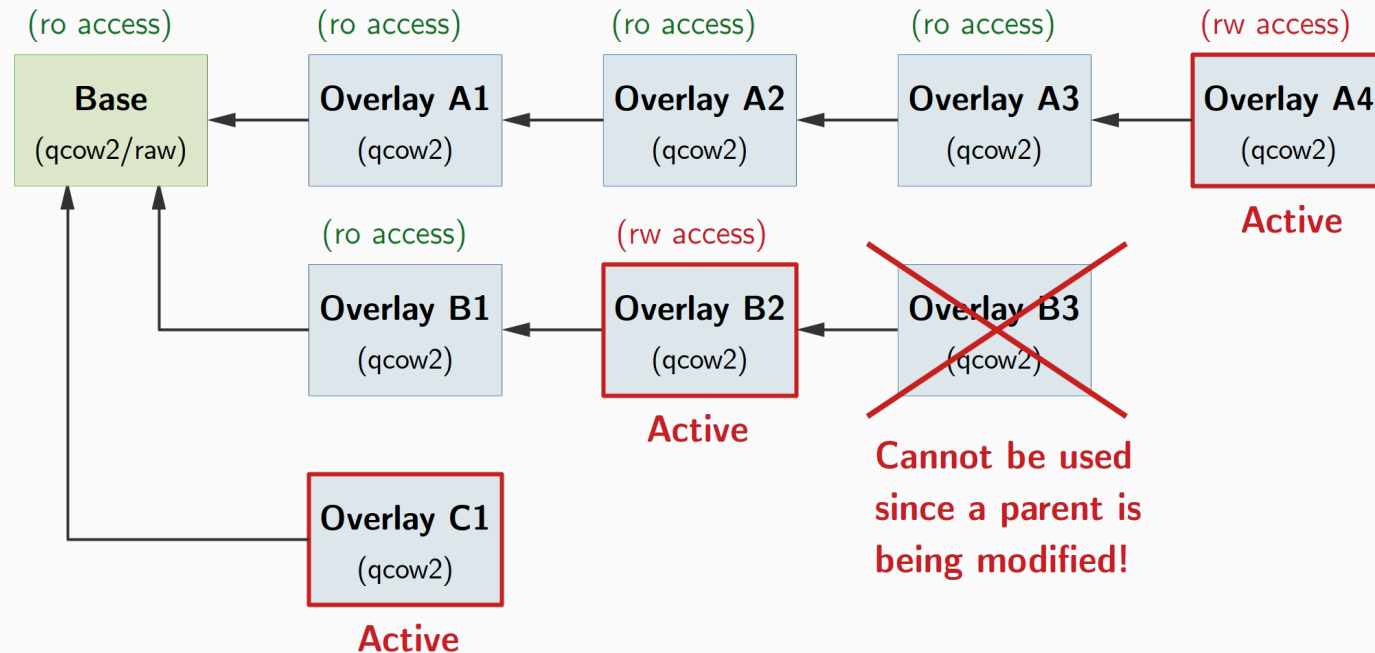 (ro access)
(ro access)
(ro access)
(ro access)
(rw access)
Base
(qcow2/raw)
Overlay A1
(qcow2)
Overlay A2
(qcow2)
Overlay A3
(qcow2)
Overlay A4
(qcow2)
Active
(ro access)
(rw access)
Overlay B1
(qcow2)
Overlay B2
(qcow2)
Active
Overlay B3
(qcow2)
Cannot be used
since a parent is
being modified!
Overlay C1
(qcow2)
Active